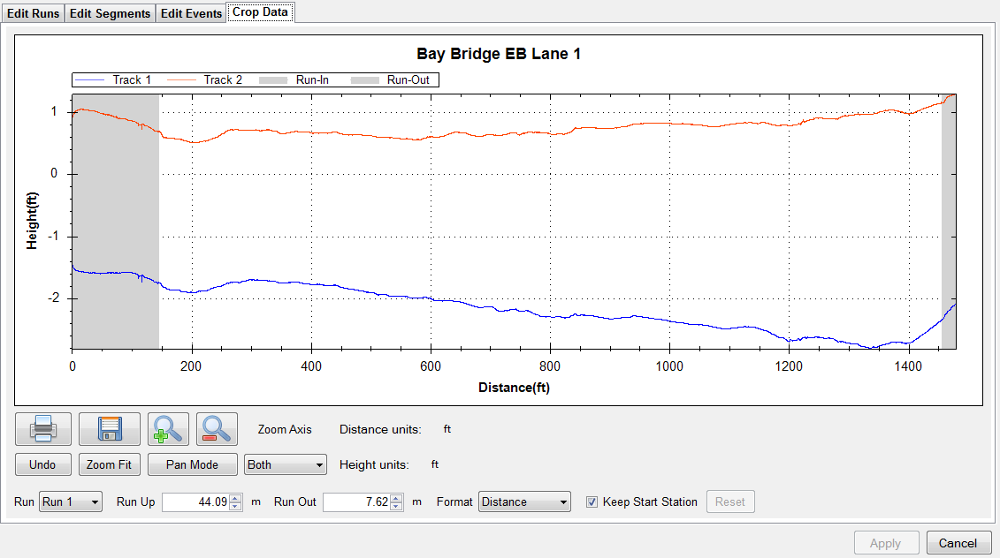 Edit Runs Edit Segments Edit Events Crop Data
Bay Bridge EB Lane 1
Track 1 Track 2 Run-In Run-Out
1
0
-1
-2
Height(ft)
0 200 400 600 800 1000 1200 1400
Distance(ft)
Zoom Axis Distance units: ft
Undo Zoom Fit Pan Mode Both Height units: ft
Run Run 1 Run Up 44.09 m Run Out 7.62 m Format Distance Keep Start Station Reset
Apply Cancel